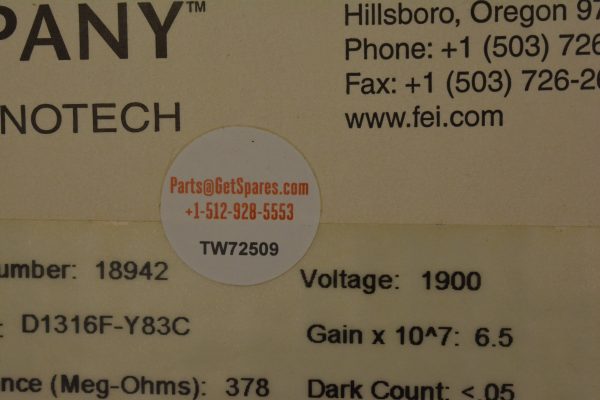 PANY™
NOTECH
Hillsboro, Oregon 97
Phone: +1 (503) 726
Fax: +1 (503) 726-26
www.fei.com
Parts@GetSpares.com
+1-512-928-5553
TW72509
umber: 18942
: D1316F-Y83C
nce (Meg-Ohms): 378
Voltage: 1900
Gain x 10^7: 6.5
Dark Count: <.05